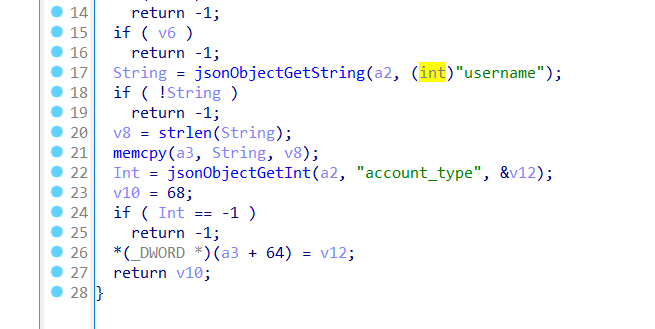 14 return -1;
15 if ( v6 )
16 return -1;
17 String = jsonObjectGetString(a2, (int)"username");
18 if ( !String )
19 return -1;
20 v8 = strlen(String);
21 memcpy(a3, String, v8);
22 Int = jsonObjectGetInt(a2, "account_type", &v12);
23 v10 = 68;
24 if ( Int == -1 )
25 return -1;
26 *(_DWORD *)(a3 + 64) = v12;
27 return v10;
28 }